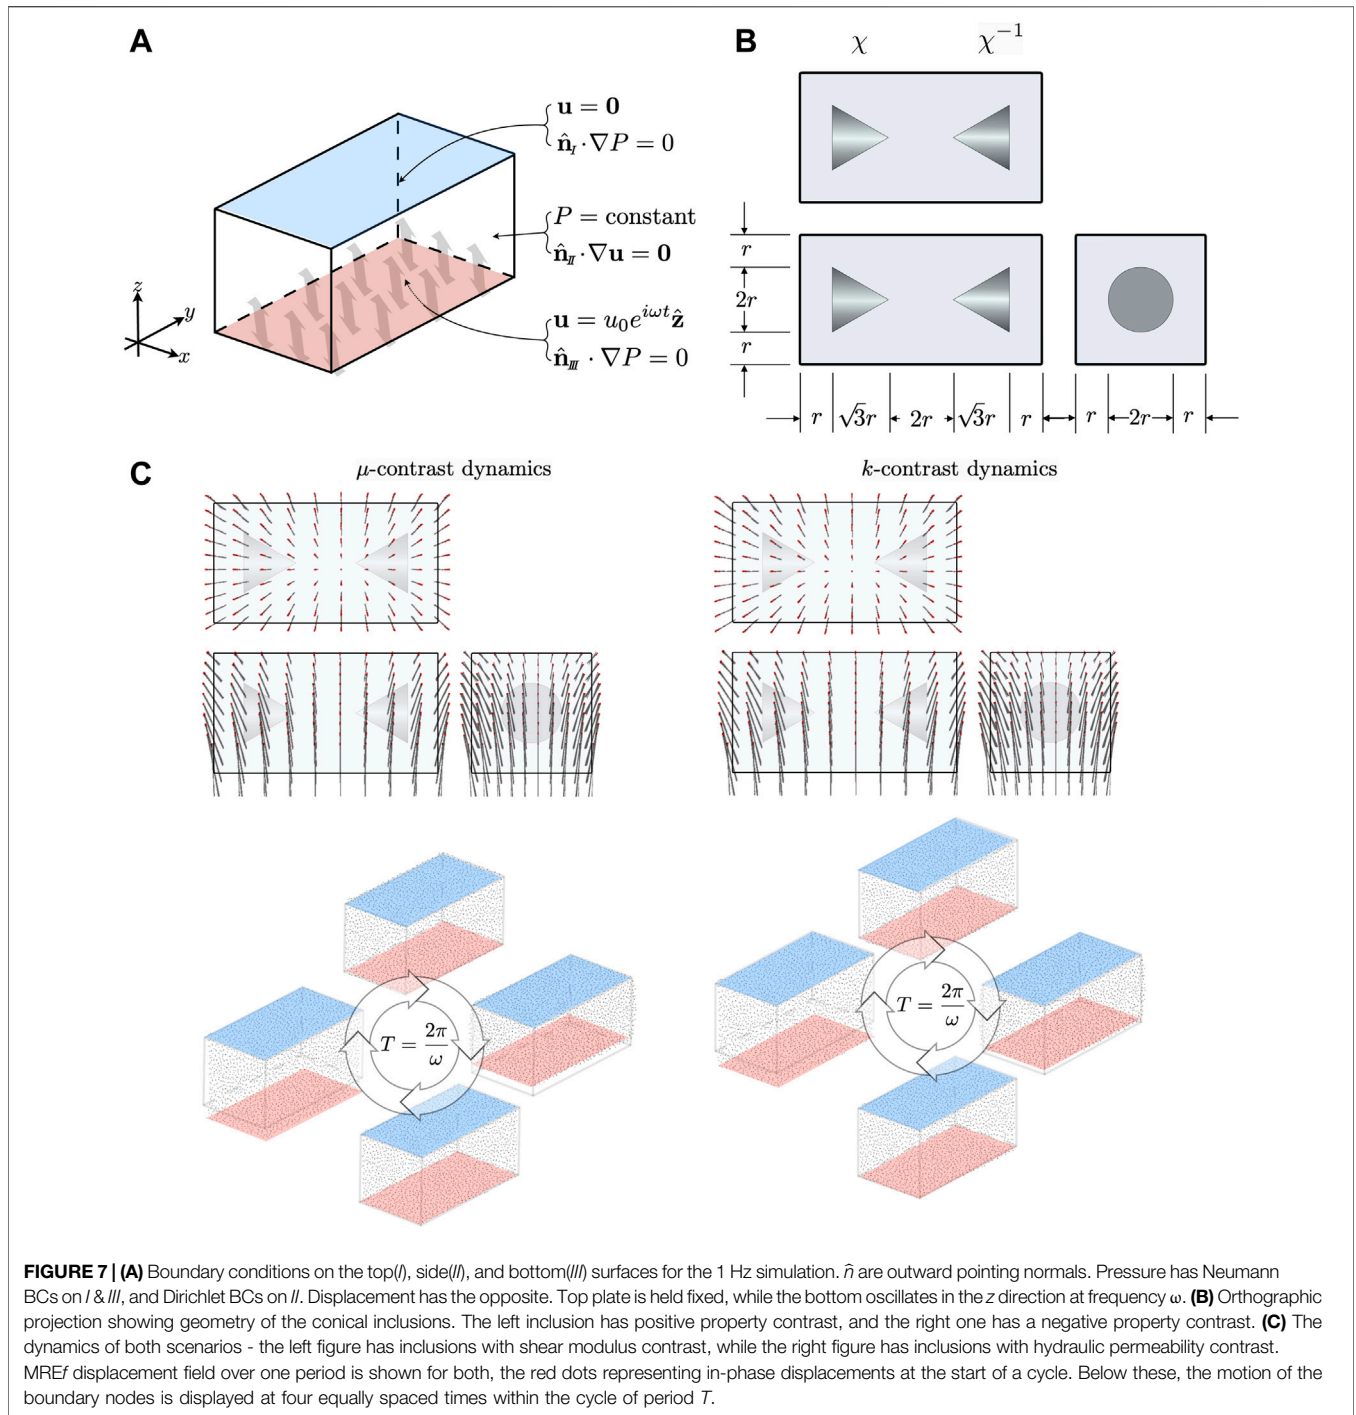 A
u = 0
n̂_I · ∇P = 0
P = constant
n̂_II · ∇u = 0
u = u₀e^{iωt}ẑ
n̂_III · ∇P = 0
z
y
x
B
χ χ⁻¹
r
2r
r
r √3r 2r √3r r r 2r r
C
μ-contrast dynamics k-contrast dynamics
T = 2π/ω
T = 2π/ω
FIGURE 7 | (A) Boundary conditions on the top(I), side(II), and bottom(III) surfaces for the 1 Hz simulation. n̂ are outward pointing normals. Pressure has Neumann
BCs on I & III, and Dirichlet BCs on II. Displacement has the opposite. Top plate is held fixed, while the bottom oscillates in the z direction at frequency ω. (B) Orthographic
projection showing geometry of the conical inclusions. The left inclusion has positive property contrast, and the right one has a negative property contrast. (C) The
dynamics of both scenarios - the left figure has inclusions with shear modulus contrast, while the right figure has inclusions with hydraulic permeability contrast.
MREf displacement field over one period is shown for both, the red dots representing in-phase displacements at the start of a cycle. Below these, the motion of the
boundary nodes is displayed at four equally spaced times within the cycle of period T.